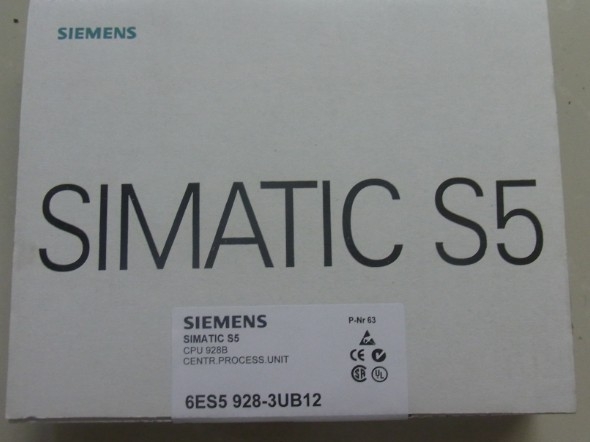 SIEMENS
SIMATIC S5
SIEMENS
P-Nr 63
SIMATIC S5
CPU 928B
CENTR.PROCESS.UNIT
6ES5 928-3UB12